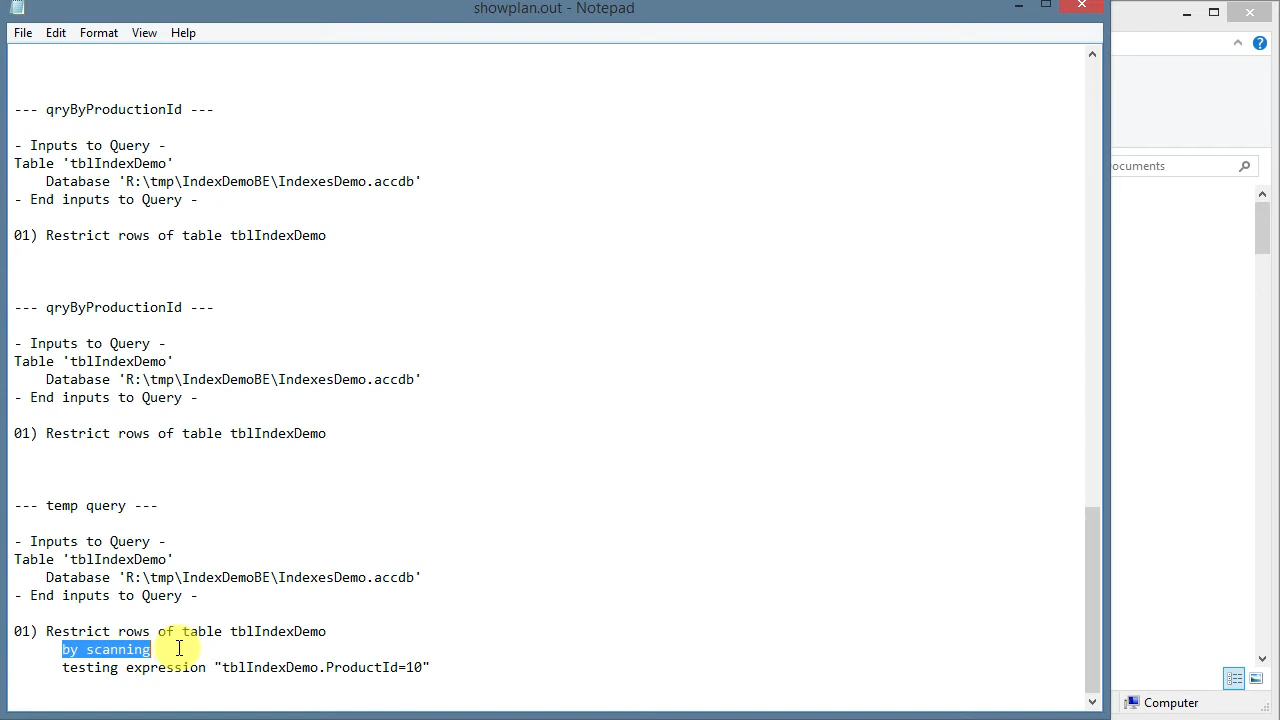 showplan.out - Notepad
File Edit Format View Help
--- qryByProductionId ---
- Inputs to Query -
Table 'tblIndexDemo'
Database 'R:\tmp\IndexDemoBE\IndexesDemo.accdb'
- End inputs to Query -
01) Restrict rows of table tblIndexDemo
--- qryByProductionId ---
- Inputs to Query -
Table 'tblIndexDemo'
Database 'R:\tmp\IndexDemoBE\IndexesDemo.accdb'
- End inputs to Query -
01) Restrict rows of table tblIndexDemo
--- temp query ---
- Inputs to Query -
Table 'tblIndexDemo'
Database 'R:\tmp\IndexDemoBE\IndexesDemo.accdb'
- End inputs to Query -
01) Restrict rows of table tblIndexDemo
by scanning
testing expression "tblIndexDemo.ProductId=10"
ocuments
Computer